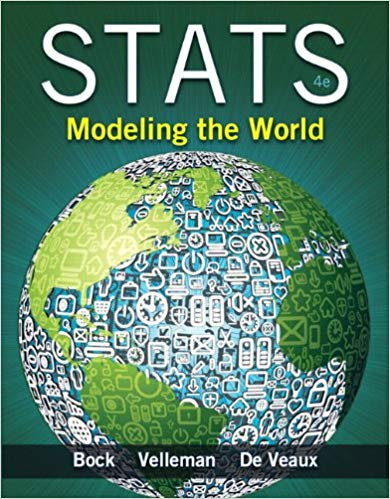 STATS
4e
Modeling the World
Bock Velleman De Veaux